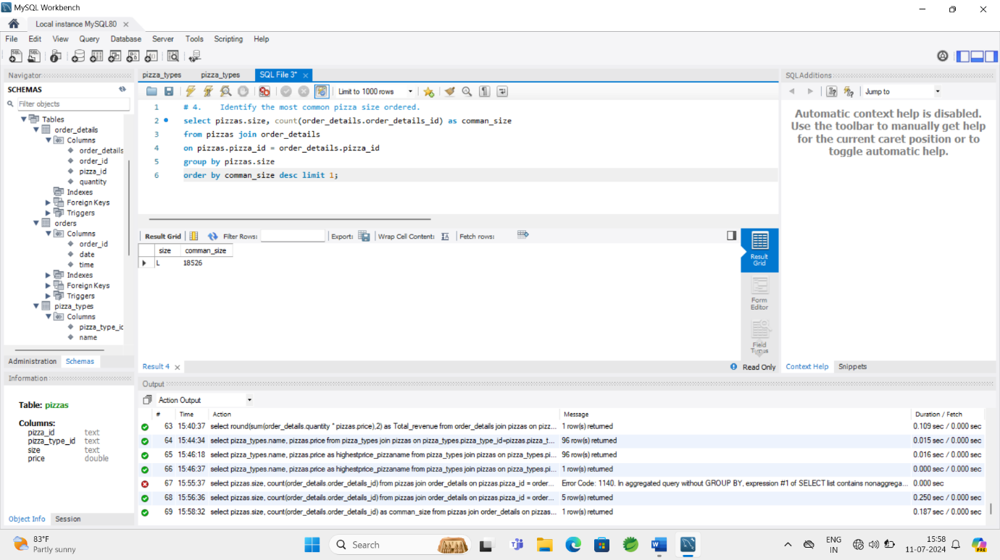 MySQL Workbench
Local instance MySQL80
File Edit View Query Database Server Tools Scripting Help
Navigator
SCHEMAS
Filter objects
Tables
order_details
Columns
order_details
order_id
pizza_id
quantity
Indexes
Foreign Keys
Triggers
orders
Columns
order_id
date
time
Indexes
Foreign Keys
Triggers
pizza_types
Columns
pizza_type_id
name
Administration Schemas
Information
Table: pizzas
Columns:
pizza_id text
pizza_type_id text
size text
price double
Object Info Session
pizza_types pizza_types SQL File 3*
Limit to 1000 rows
1 # 4. Identify the most common pizza size ordered.
2 select pizzas.size, count(order_details.order_details_id) as comman_size
3 from pizzas join order_details
4 on pizzas.pizza_id = order_details.pizza_id
5 group by pizzas.size
6 order by comman_size desc limit 1;
Result Grid Filter Rows: Export: Wrap Cell Content: Fetch rows:
size comman_size
L 18526
Result Grid
Form Editor
Field Types
Result 4
Read Only
SQLAdditions
Jump to
Automatic context help is disabled.
Use the toolbar to manually get help
for the current caret position or to
toggle automatic help.
Context Help Snippets
Output
Action Output
# Time Action Message Duration / Fetch
63 15:40:37 select round(sum(order_details.quantity * pizzas.price),2) as Total_revenue from order_details join pizzas on pizz... 1 row(s) returned 0.109 sec / 0.000 sec
64 15:44:34 select pizza_types.name, pizzas.price from pizza_types join pizzas on pizza_types.pizza_type_id=pizzas.pizza_t... 96 row(s) returned 0.015 sec / 0.000 sec
65 15:46:18 select pizza_types.name, pizzas.price as highestprice_pizzaname from pizza_types join pizzas on pizza_types.pi... 96 row(s) returned 0.016 sec / 0.000 sec
66 15:46:37 select pizza_types.name, pizzas.price as highestprice_pizzaname from pizza_types join pizzas on pizza_types.pi... 1 row(s) returned 0.000 sec / 0.000 sec
67 15:55:37 select pizzas.size, count(order_details.order_details_id) from pizzas join order_details on pizzas.pizza_id = order... Error Code: 1140. In aggregated query without GROUP BY, expression #1 of SELECT list contains nonaggrega... 0.000 sec
68 15:56:36 select pizzas.size, count(order_details.order_details_id) from pizzas join order_details on pizzas.pizza_id = order... 5 row(s) returned 0.250 sec / 0.000 sec
69 15:58:32 select pizzas.size, count(order_details.order_details_id) as comman_size from pizzas join order_details on pizzas... 1 row(s) returned 0.187 sec / 0.000 sec
83°F
Partly sunny
Search
ENG
IN
15:58
11-07-2024
PRE